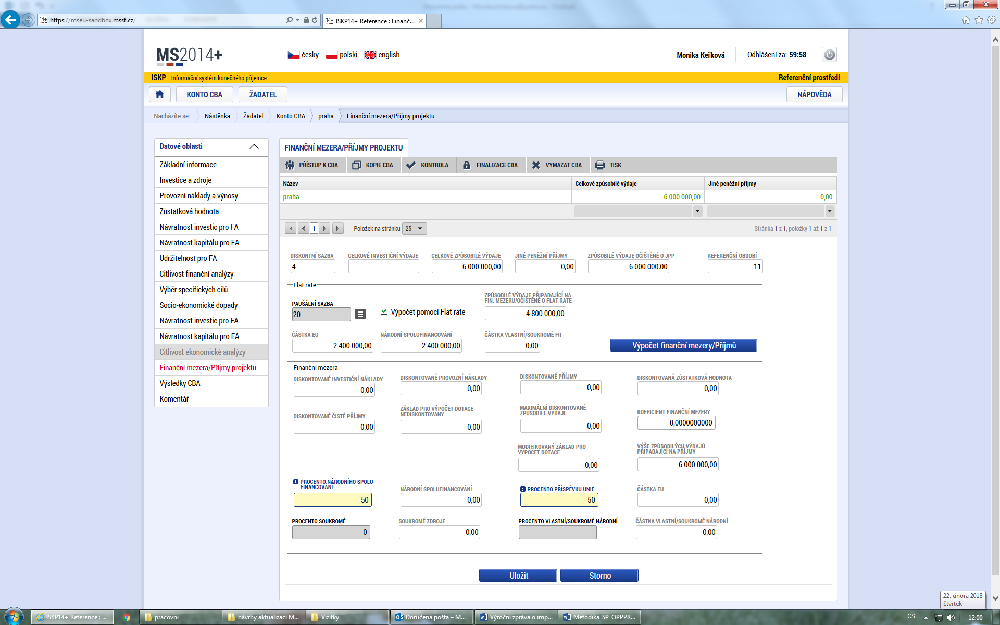 https://mseu-sandbox.mssf.cz/
14+ ISKP14+ Reference : Finanč...
MS2014+
česky polski english
Monika Keřková
Odhlášení za: 59:58
ISKP Informační systém konečného příjemce
Referenční prostředí
KONTO CBA ŽADATEL NÁPOVĚDA
Nacházíte se: Nástěnka Žadatel Konto CBA praha Finanční mezera/Příjmy projektu
Datové oblasti
Základní informace
Investice a zdroje
Provozní náklady a výnosy
Zůstatková hodnota
Návratnost investic pro FA
Návratnost kapitálu pro FA
Udržitelnost pro FA
Citlivost finanční analýzy
Výběr specifických cílů
Socio-ekonomické dopady
Návratnost investic pro EA
Návratnost kapitálu pro EA
Citlivost ekonomické analýzy
Finanční mezera/Příjmy projektu
Výsledky CBA
Komentář
FINANČNÍ MEZERA/PŘÍJMY PROJEKTU
PŘÍSTUP K CBA KOPIE CBA KONTROLA FINALIZACE CBA VYMAZAT CBA TISK
Název Celkové způsobilé výdaje Jiné peněžní příjmy
praha 6 000 000,00 0,00
1 Položek na stránku 25 Stránka 1 z 1, položky 1 až 1 z 1
DISKONTNÍ SAZBA CELKOVÉ INVESTIČNÍ VÝDAJE CELKOVÉ ZPŮSOBILÉ VÝDAJE JINÉ PENĚŽNÍ PŘÍJMY ZPŮSOBILÉ VÝDAJE OČIŠTĚNÉ O JPP REFERENČNÍ OBDOBÍ
4 6 000 000,00 0,00 6 000 000,00 11
Flat rate
PAUŠÁLNÍ SAZBA
20
Výpočet pomocí Flat rate
ZPŮSOBILÉ VÝDAJE PŘIPADAJÍCÍ NA
FIN. MEZERU/OČIŠTĚNÉ O FLAT RATE
4 800 000,00
ČÁSTKA EU NÁRODNÍ SPOLUFINANCOVÁNÍ ČÁSTKA VLASTNÍ/SOUKROMÉ FR
2 400 000,00 2 400 000,00 0,00
Výpočet finanční mezery/Příjmů
Finanční mezera
DISKONTOVANÉ INVESTIČNÍ NÁKLADY DISKONTOVANÉ PROVOZNÍ NÁKLADY DISKONTOVANÉ PŘÍJMY DISKONTOVANÁ ZŮSTATKOVÁ HODNOTA
0,00 0,00 0,00 0,00
DISKONTOVANÉ ČISTÉ PŘÍJMY
0,00
ZÁKLAD PRO VÝPOČET DOTACE
NEDISKONTOVANÝ
0,00
MAXIMÁLNÍ DISKONTOVANÉ
ZPŮSOBILÉ VÝDAJE
0,00
KOEFICIENT FINANČNÍ MEZERY
0,0000000000
MODIFIKOVANÝ ZÁKLAD PRO
VÝPOČET DOTACE
0,00
VÝŠE ZPŮSOBILÝCH VÝDAJŮ
PŘIPADAJÍCÍ NA PŘÍJMY
6 000 000,00
PROCENTO NÁRODNÍHO SPOLU-
FINANCOVÁNÍ
50
NÁRODNÍ SPOLUFINANCOVÁNÍ
0,00
PROCENTO PŘÍSPĚVKU UNIE
50
ČÁSTKA EU
0,00
PROCENTO SOUKROMÉ SOUKROMÉ ZDROJE PROCENTO VLASTNÍ/SOUKROMÉ NÁRODNÍ ČÁSTKA VLASTNÍ/SOUKROMÉ NÁRODNÍ
0 0,00 0,00
Uložit Storno
22. února 2018
čtvrtek
ISKP14+ Reference : ... pracovní návrhy aktualizací M... Vizitky Doručená pošta – M... Výroční zpráva o imp... Metodika_SP_OPPPR... CS 12:00